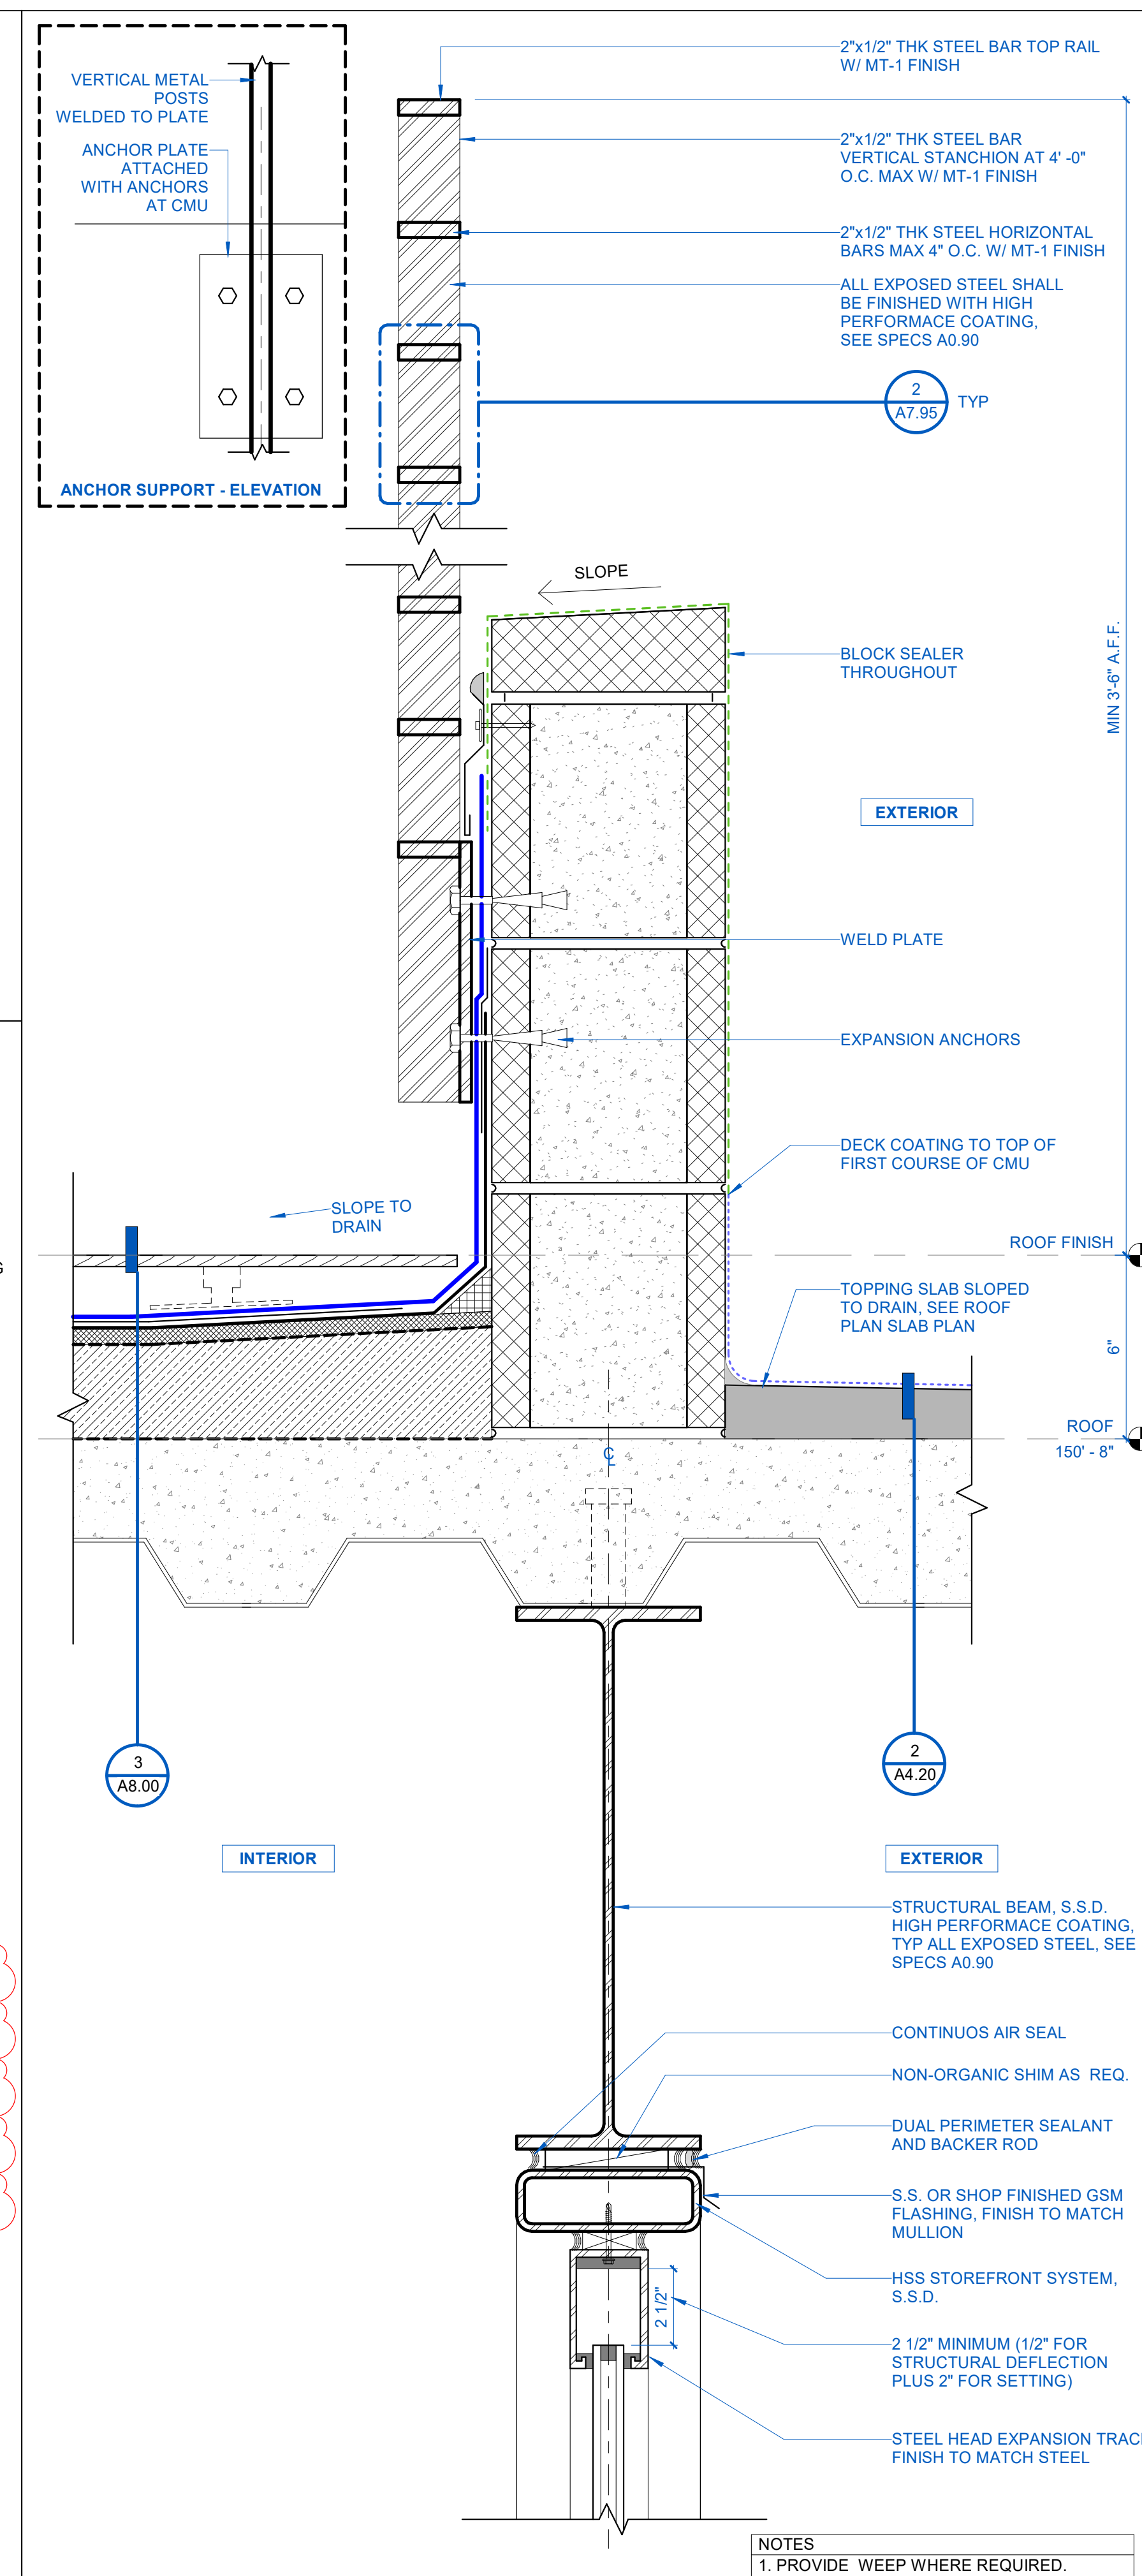 VERTICAL METAL
POSTS
WELDED TO PLATE
ANCHOR PLATE
ATTACHED
WITH ANCHORS
AT CMU
ANCHOR SUPPORT - ELEVATION
2"x1/2" THK STEEL BAR TOP RAIL
W/ MT-1 FINISH
2"x1/2" THK STEEL BAR
VERTICAL STANCHION AT 4' -0"
O.C. MAX W/ MT-1 FINISH
2"x1/2" THK STEEL HORIZONTAL
BARS MAX 4" O.C. W/ MT-1 FINISH
ALL EXPOSED STEEL SHALL
BE FINISHED WITH HIGH
PERFORMACE COATING,
SEE SPECS A0.90
2
A7.95
TYP
SLOPE
BLOCK SEALER
THROUGHOUT
MIN 3'-6" A.F.F.
EXTERIOR
WELD PLATE
EXPANSION ANCHORS
DECK COATING TO TOP OF
FIRST COURSE OF CMU
SLOPE TO
DRAIN
ROOF FINISH
G
TOPPING SLAB SLOPED
TO DRAIN, SEE ROOF
PLAN SLAB PLAN
6"
ROOF
150' - 8"
CL
3
A8.00
2
A4.20
INTERIOR
EXTERIOR
STRUCTURAL BEAM, S.S.D.
HIGH PERFORMACE COATING,
TYP ALL EXPOSED STEEL, SEE
SPECS A0.90
CONTINUOS AIR SEAL
NON-ORGANIC SHIM AS REQ.
DUAL PERIMETER SEALANT
AND BACKER ROD
S.S. OR SHOP FINISHED GSM
FLASHING, FINISH TO MATCH
MULLION
HSS STOREFRONT SYSTEM,
S.S.D.
2 1/2"
2 1/2" MINIMUM (1/2" FOR
STRUCTURAL DEFLECTION
PLUS 2" FOR SETTING)
STEEL HEAD EXPANSION TRAC
FINISH TO MATCH STEEL
NOTES
1. PROVIDE WEEP WHERE REQUIRED.